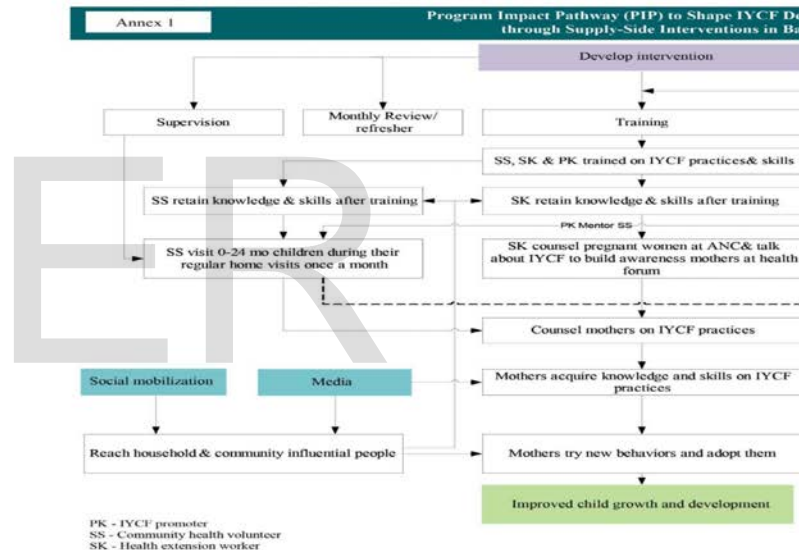 Annex 1
Program Impact Pathway (PIP) to Shape IYCF De
through Supply-Side Interventions in Ba
Develop intervention
Supervision
Monthly Review/
refresher
Training
SS, SK & PK trained on IYCF practices& skills
SS retain knowledge & skills after training
SK retain knowledge & skills after training
PK Mentor SS
SS visit 0-24 mo children during their
regular home visits once a month
SK counsel pregnant women at ANC& talk
about IYCF to build awareness mothers at health
forum
Counsel mothers on IYCF practices
Social mobilization
Media
Mothers acquire knowledge and skills on IYCF
practices
Reach household & community influential people
Mothers try new behaviors and adopt them
Improved child growth and development
PK - IYCF promoter
SS - Community health volunteer
SK - Health extension worker
ER